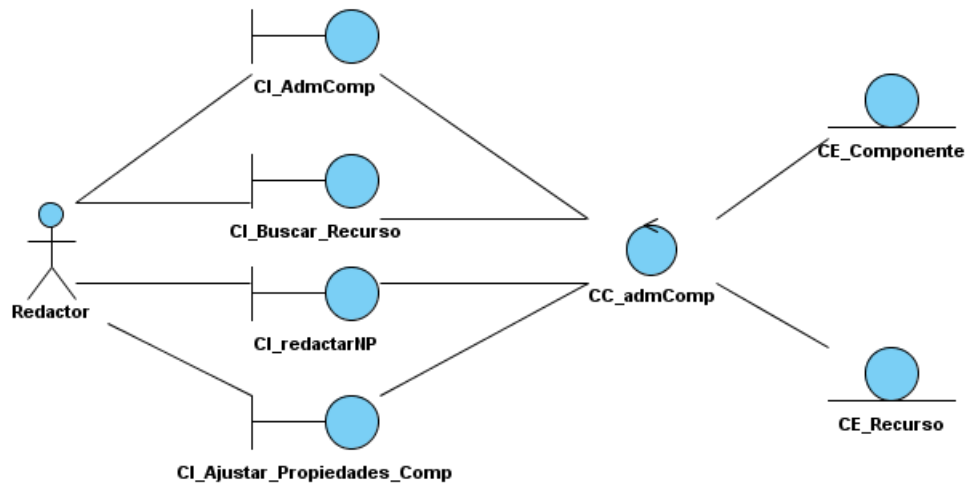 CI_AdmComp
CE_Componente
CI_Buscar_Recurso
CC_admComp
Redactor
CI_redactarNP
CE_Recurso
CI_Ajustar_Propiedades_Comp